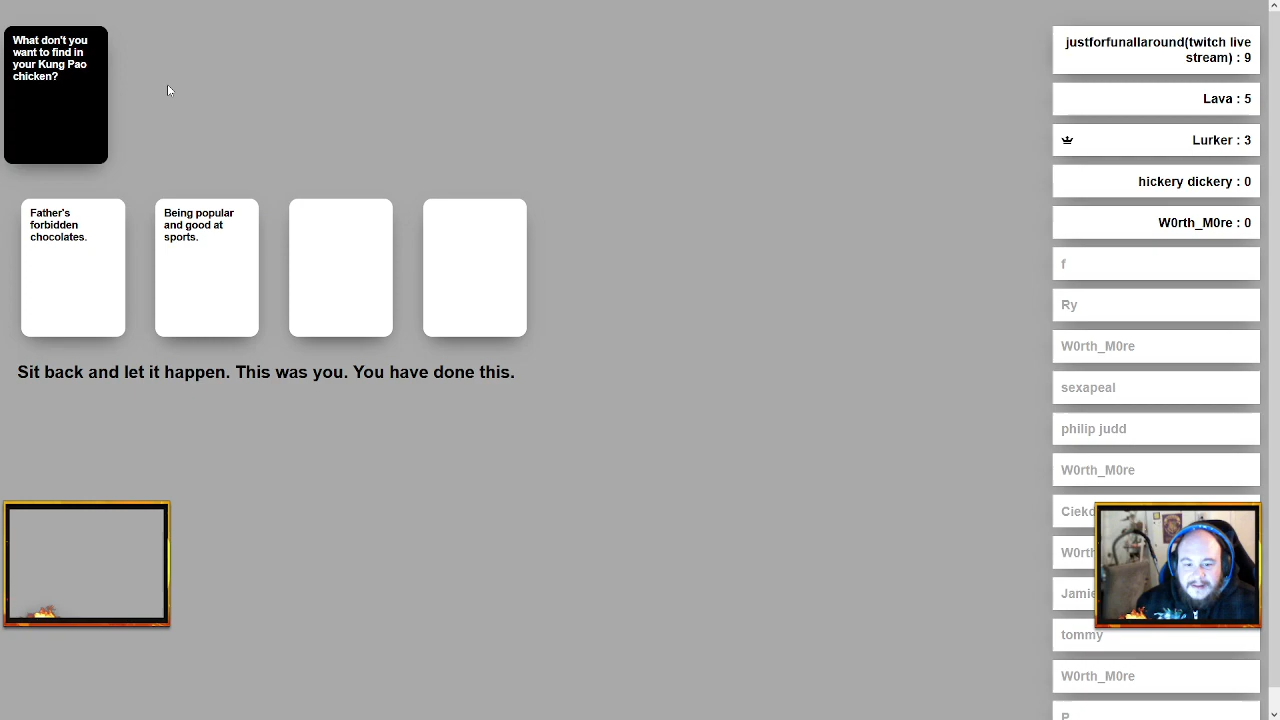 What don't you
want to find in
your Kung Pao
chicken?
Father's
forbidden
chocolates.
Being popular
and good at
sports.
Sit back and let it happen. This was you. You have done this.
justforfunallaround(twitch live
stream) : 9
Lava : 5
Lurker : 3
hickery dickery : 0
W0rth_M0re : 0
f
Ry
W0rth_M0re
sexapeal
philip judd
W0rth_M0re
tommy
W0rth_M0re